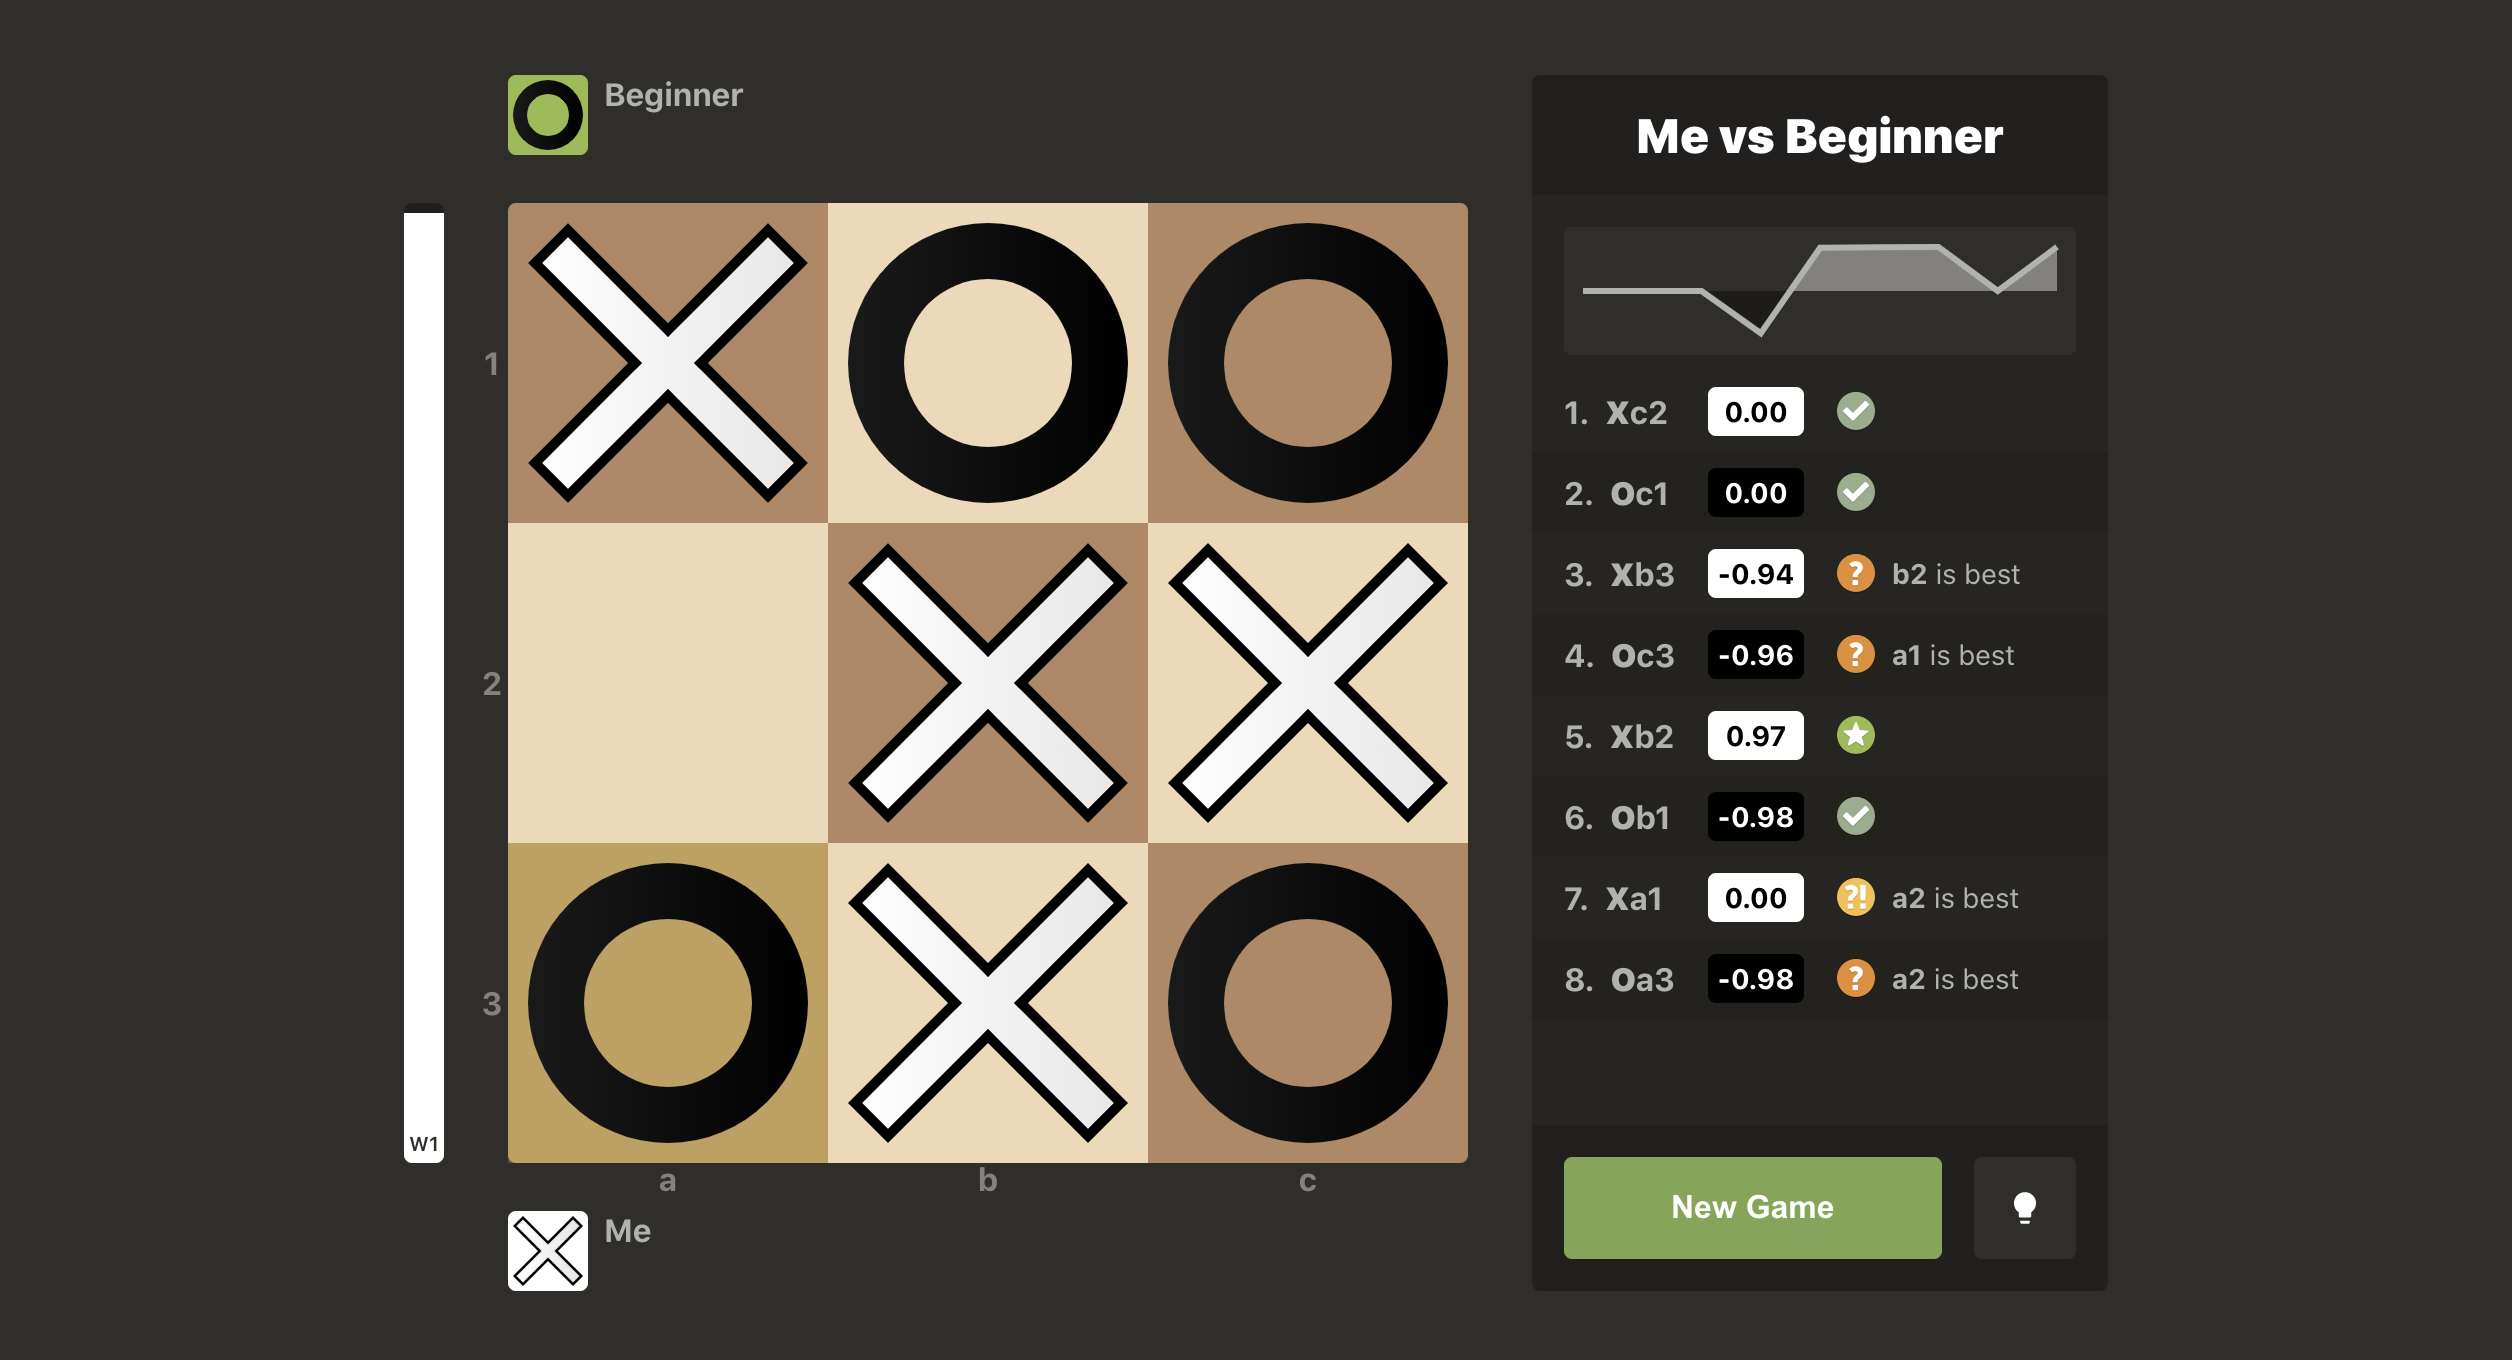 Beginner
1
2
3
W1
a b c
Me
Me vs Beginner
1. Xc2 0.00
2. Oc1 0.00
3. Xb3 -0.94 ? b2 is best
4. Oc3 -0.96 ? a1 is best
5. Xb2 0.97
6. Ob1 -0.98
7. Xa1 0.00 ?! a2 is best
8. Oa3 -0.98 ? a2 is best
New Game